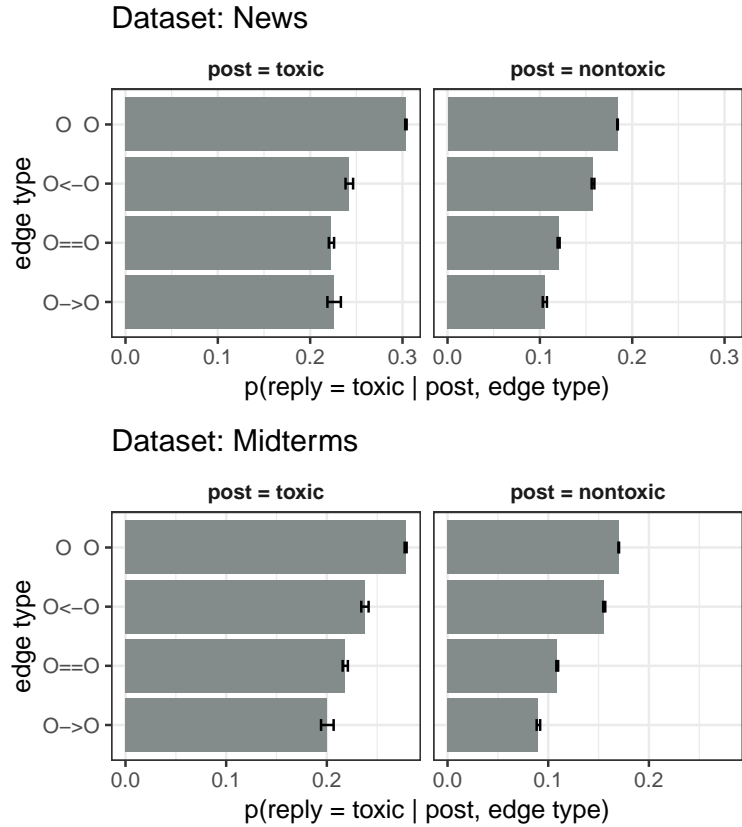 Dataset: News
post = toxic post = nontoxic
edge type
O  O
O<−O
O==O
O−>O
0.0 0.1 0.2 0.3 0.0 0.1 0.2 0.3
p(reply = toxic | post, edge type)
Dataset: Midterms
post = toxic post = nontoxic
edge type
O  O
O<−O
O==O
O−>O
0.0 0.1 0.2 0.0 0.1 0.2
p(reply = toxic | post, edge type)